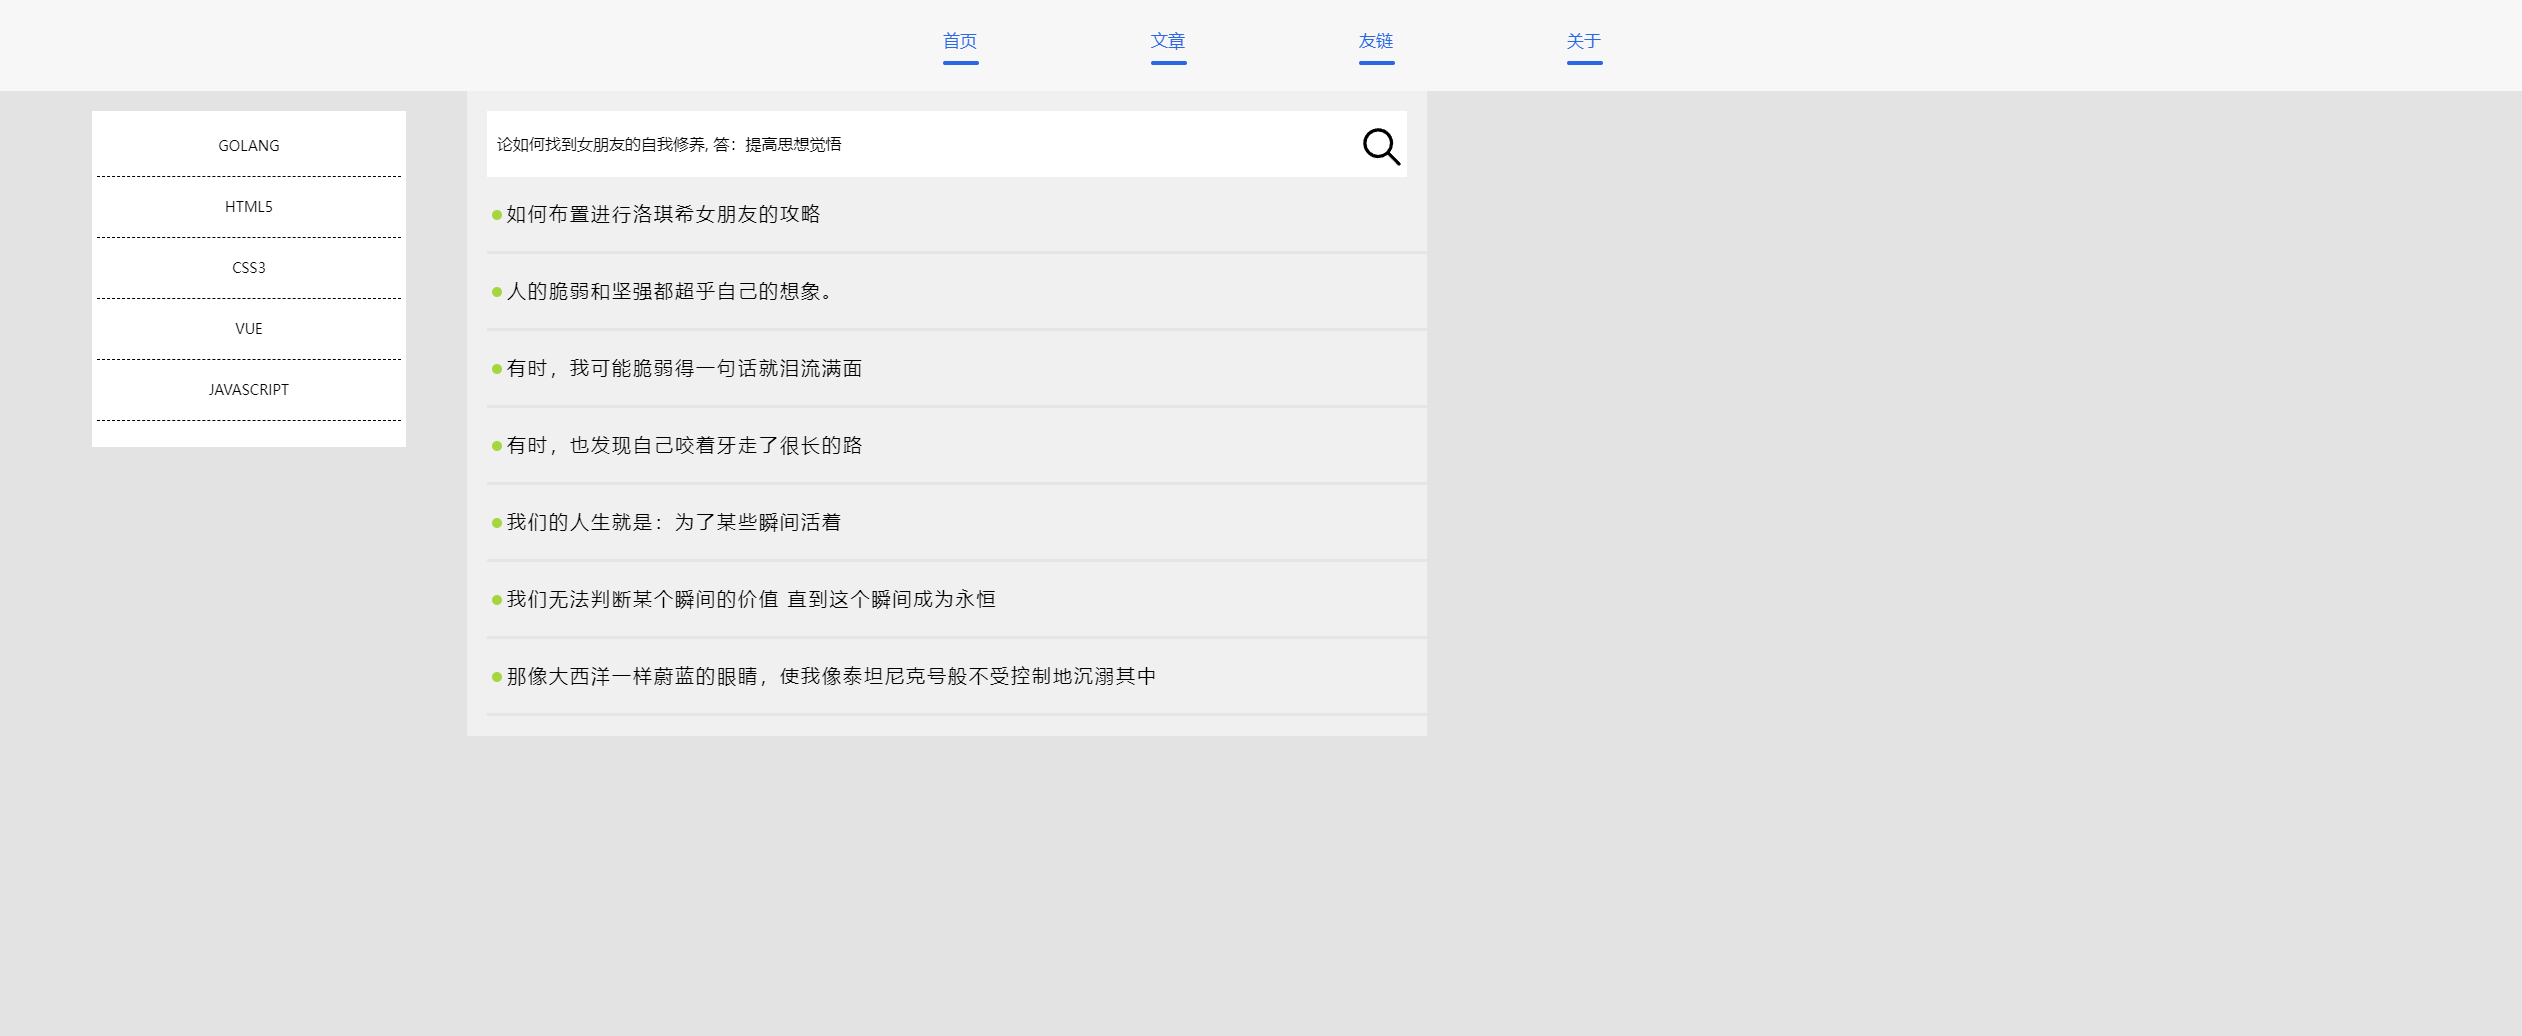 首页
文章
友链
关于
GOLANG
HTML5
CSS3
VUE
JAVASCRIPT
论如何找到女朋友的自我修养, 答：提高思想觉悟
如何布置进行洛琪希女朋友的攻略
人的脆弱和坚强都超乎自己的想象。
有时，我可能脆弱得一句话就泪流满面
有时，也发现自己咬着牙走了很长的路
我们的人生就是：为了某些瞬间活着
我们无法判断某个瞬间的价值 直到这个瞬间成为永恒
那像大西洋一样蔚蓝的眼睛，使我像泰坦尼克号般不受控制地沉溺其中